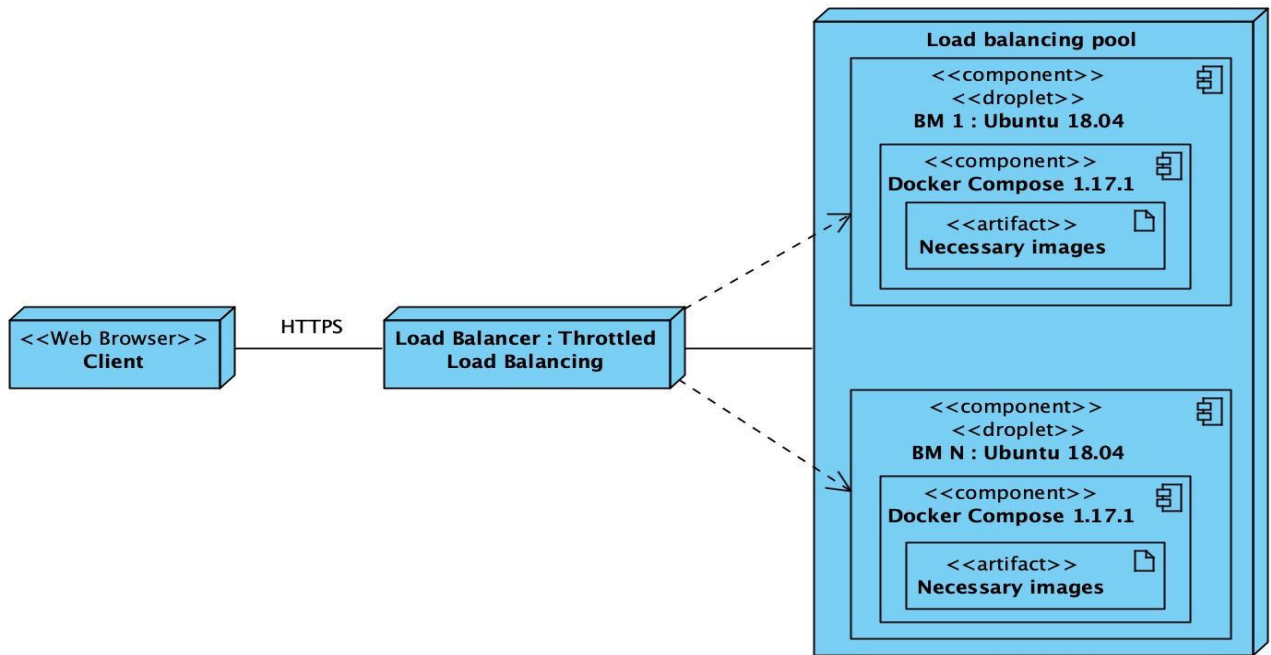 Load balancing pool
<<component>>
<<droplet>>
BM 1 : Ubuntu 18.04
<<component>>
Docker Compose 1.17.1
<<artifact>>
Necessary images
<<Web Browser>>
Client
HTTPS
Load Balancer : Throttled
Load Balancing
<<component>>
<<droplet>>
BM N : Ubuntu 18.04
<<component>>
Docker Compose 1.17.1
<<artifact>>
Necessary images